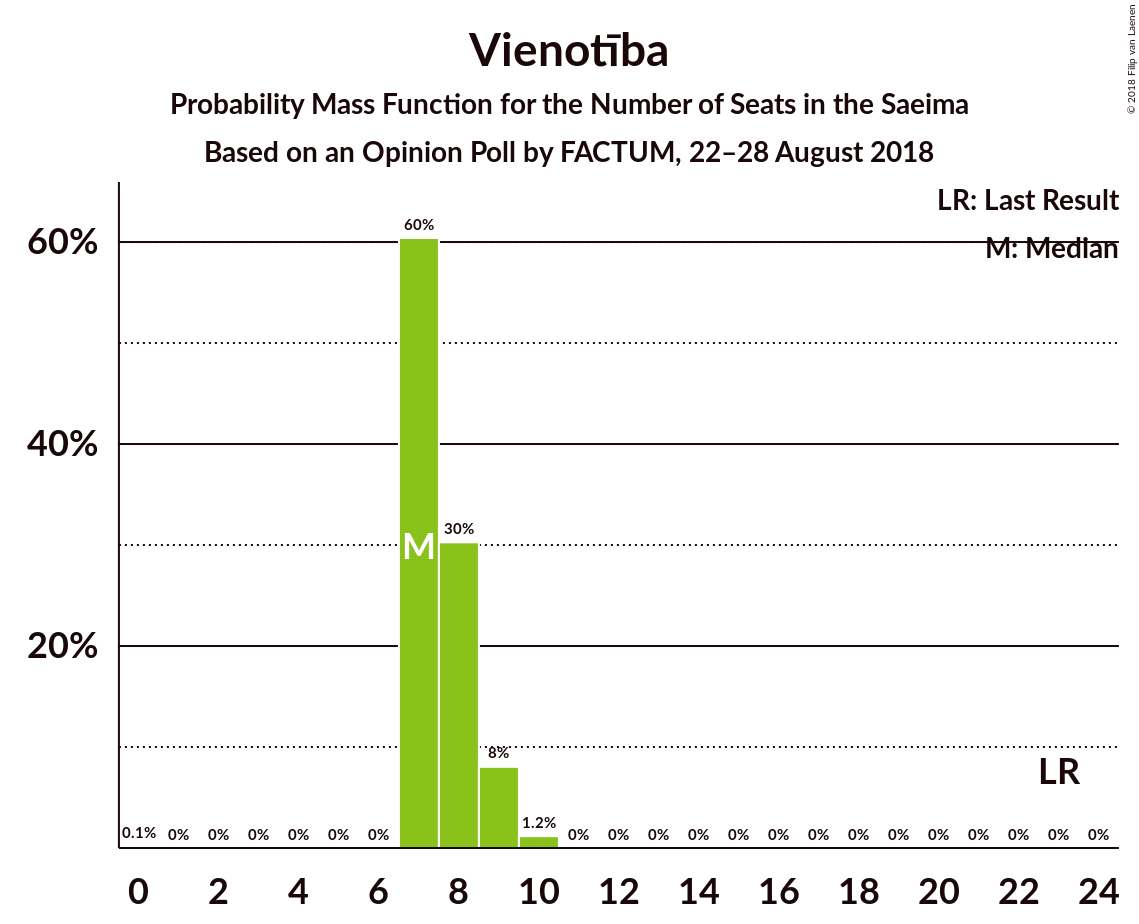 Vienotība
Probability Mass Function for the Number of Seats in the Saeima
Based on an Opinion Poll by FACTUM, 22–28 August 2018
© 2018 Filip van Laenen
LR: Last Result
M: Median
60%
40%
20%
0.1% 0% 0% 0% 0% 0% 0% 60% 30% 8% 1.2% 0% 0% 0% 0% 0% 0% 0% 0% 0% 0% 0% 0% 0% 0%
M
LR
0 2 4 6 8 10 12 14 16 18 20 22 24